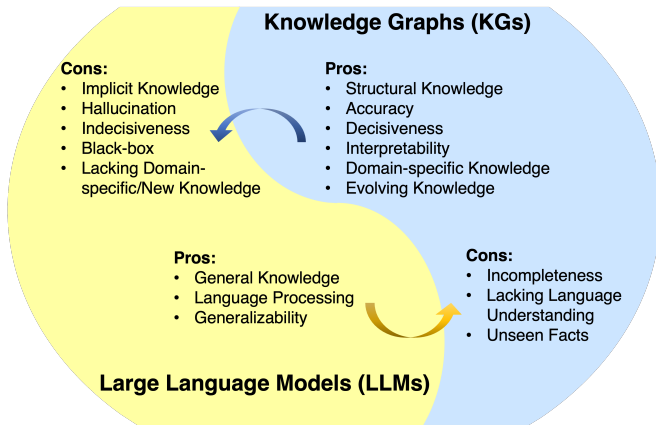 Knowledge Graphs (KGs)
Cons:
• Implicit Knowledge
• Hallucination
• Indecisiveness
• Black-box
• Lacking Domain-
specific/New Knowledge
Pros:
• Structural Knowledge
• Accuracy
• Decisiveness
• Interpretability
• Domain-specific Knowledge
• Evolving Knowledge
Pros:
• General Knowledge
• Language Processing
• Generalizability
Cons:
• Incompleteness
• Lacking Language
Understanding
• Unseen Facts
Large Language Models (LLMs)